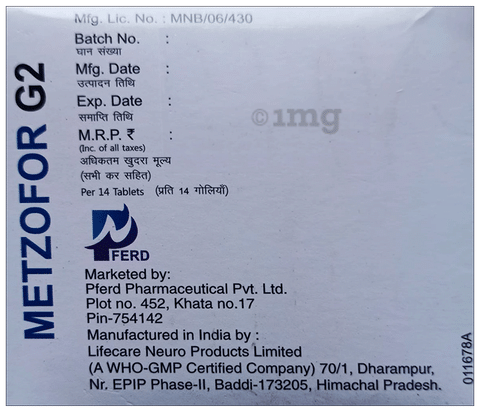 Mfg. Lic. No. : MNB/06/430
Batch No. :
घान संख्या
Mfg. Date :
उत्पादन तिथि
Exp. Date :
समाप्ति तिथि
M.R.P. ₹ :
(Inc. of all taxes)
अधिकतम खुदरा मूल्य
(सभी कर सहित)
Per 14 Tablets (प्रति 14 गोलियाँ)
METZOFOR G2
©1mg
PFERD
Marketed by:
Pferd Pharmaceutical Pvt. Ltd.
Plot no. 452, Khata no.17
Pin-754142
Manufactured in India by :
Lifecare Neuro Products Limited
(A WHO-GMP Certified Company) 70/1, Dharampur,
Nr. EPIP Phase-II, Baddi-173205, Himachal Pradesh.
011678A